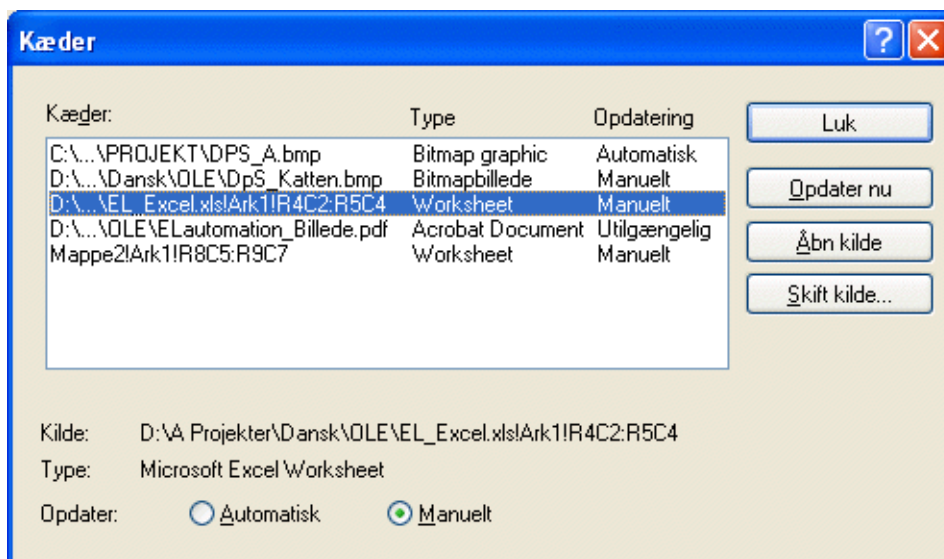 Kæder
Kæder: Type Opdatering
Luk
C:\...\PROJEKT\DPS_A.bmp Bitmap graphic Automatisk
D:\...\Dansk\OLE\DpS_Katten.bmp Bitmapbillede Manuelt
Opdater nu
D:\...\EL_Excel.xls!Ark1!R4C2:R5C4 Worksheet Manuelt
D:\...\OLE\ELautomation_Billede.pdf Acrobat Document Utilgængelig
Åbn kilde
Mappe2!Ark1!R8C5:R9C7 Worksheet Manuelt
Skift kilde...
Kilde: D:\A Projekter\Dansk\OLE\EL_Excel.xls!Ark1!R4C2:R5C4
Type: Microsoft Excel Worksheet
Opdater: Automatisk Manuelt